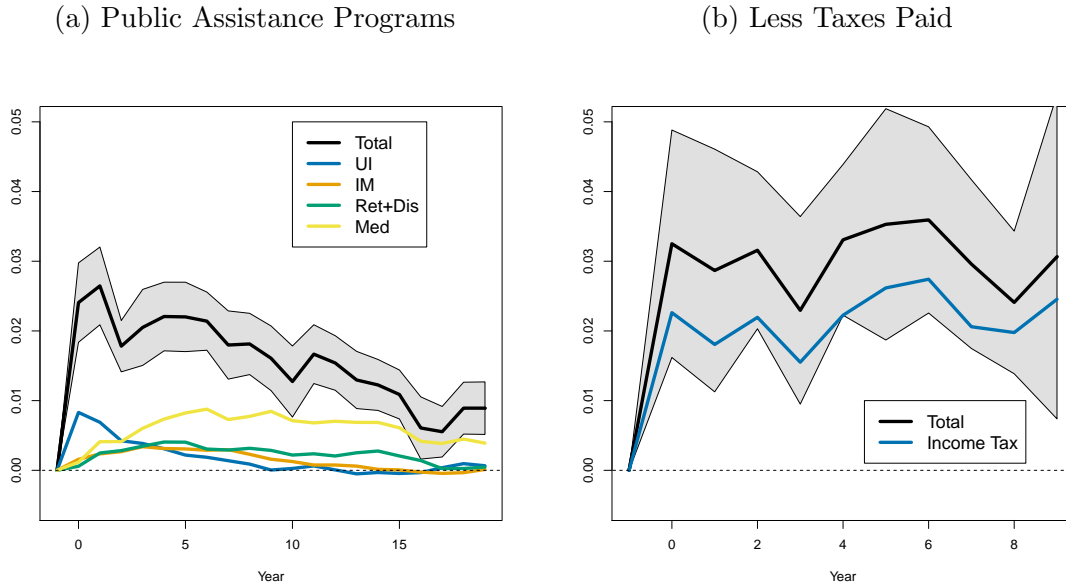 (a) Public Assistance Programs
0.05
0.04
0.03
0.02
0.01
0.00
Total
UI
IM
Ret+Dis
Med
0 5 10 15
Year
(b) Less Taxes Paid
0.05
0.04
0.03
0.02
0.01
0.00
Total
Income Tax
0 2 4 6 8
Year